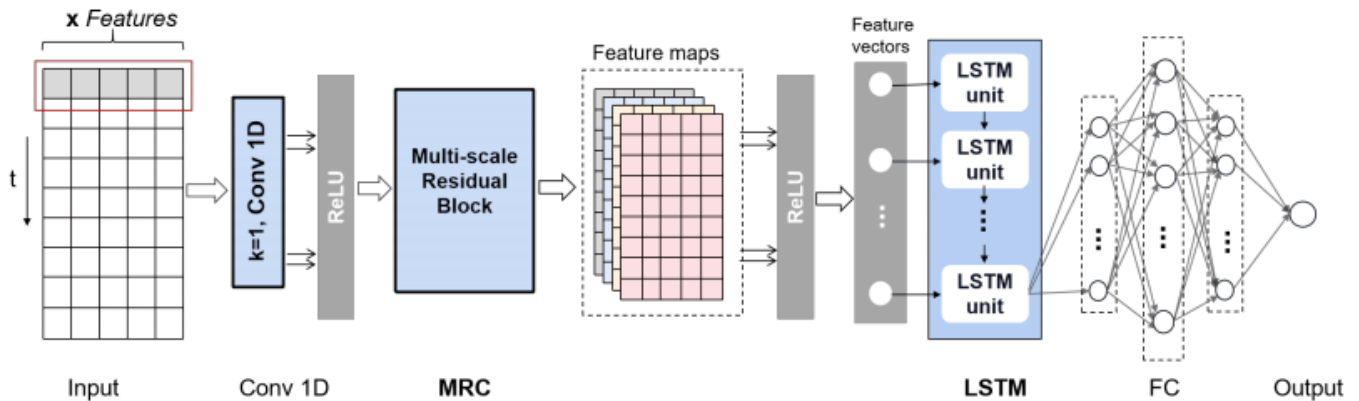 x Features
t
Input
k=1, Conv 1D
Conv 1D
ReLU
Multi-scale
Residual
Block
MRC
Feature maps
ReLU
Feature
vectors
...
LSTM
unit
LSTM
unit
...
LSTM
unit
LSTM
...
...
...
FC
Output